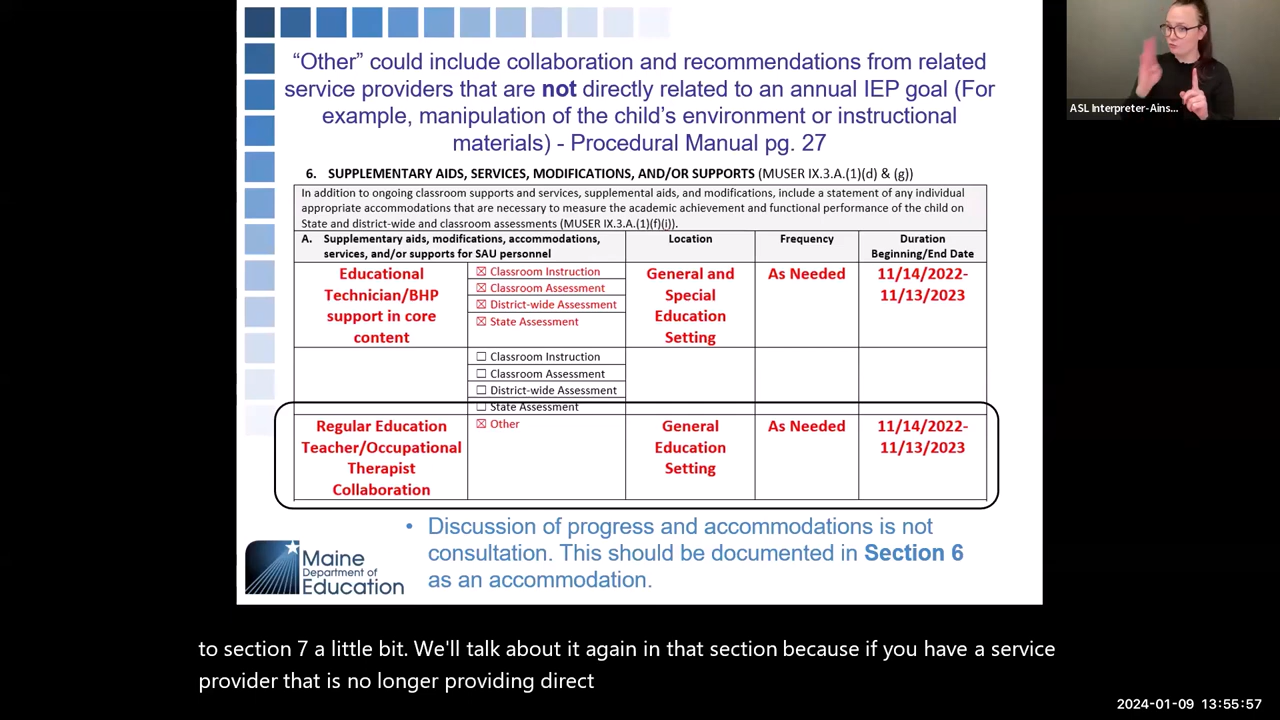 “Other” could include collaboration and recommendations from related
service providers that are not directly related to an annual IEP goal (For
example, manipulation of the child’s environment or instructional
materials) - Procedural Manual pg. 27
ASL Interpreter-Ains...
6. SUPPLEMENTARY AIDS, SERVICES, MODIFICATIONS, AND/OR SUPPORTS (MUSER IX.3.A.(1)(d) & (g))
In addition to ongoing classroom supports and services, supplemental aids, and modifications, include a statement of any individual
appropriate accommodations that are necessary to measure the academic achievement and functional performance of the child on
State and district-wide and classroom assessments (MUSER IX.3.A.(1)(f)(i)).
A. Supplementary aids, modifications, accommodations,
services, and/or supports for SAU personnel
Location
Frequency
Duration
Beginning/End Date
Educational
Technician/BHP
support in core
content
☒ Classroom Instruction
☒ Classroom Assessment
☒ District-wide Assessment
☒ State Assessment
General and
Special
Education
Setting
As Needed
11/14/2022-
11/13/2023
☐ Classroom Instruction
☐ Classroom Assessment
☐ District-wide Assessment
☐ State Assessment
Regular Education
Teacher/Occupational
Therapist
Collaboration
☒ Other
General
Education
Setting
As Needed
11/14/2022-
11/13/2023
• Discussion of progress and accommodations is not
consultation. This should be documented in Section 6
as an accommodation.
Maine
Department of
Education
to section 7 a little bit. We'll talk about it again in that section because if you have a service
provider that is no longer providing direct
2024-01-09 13:55:57